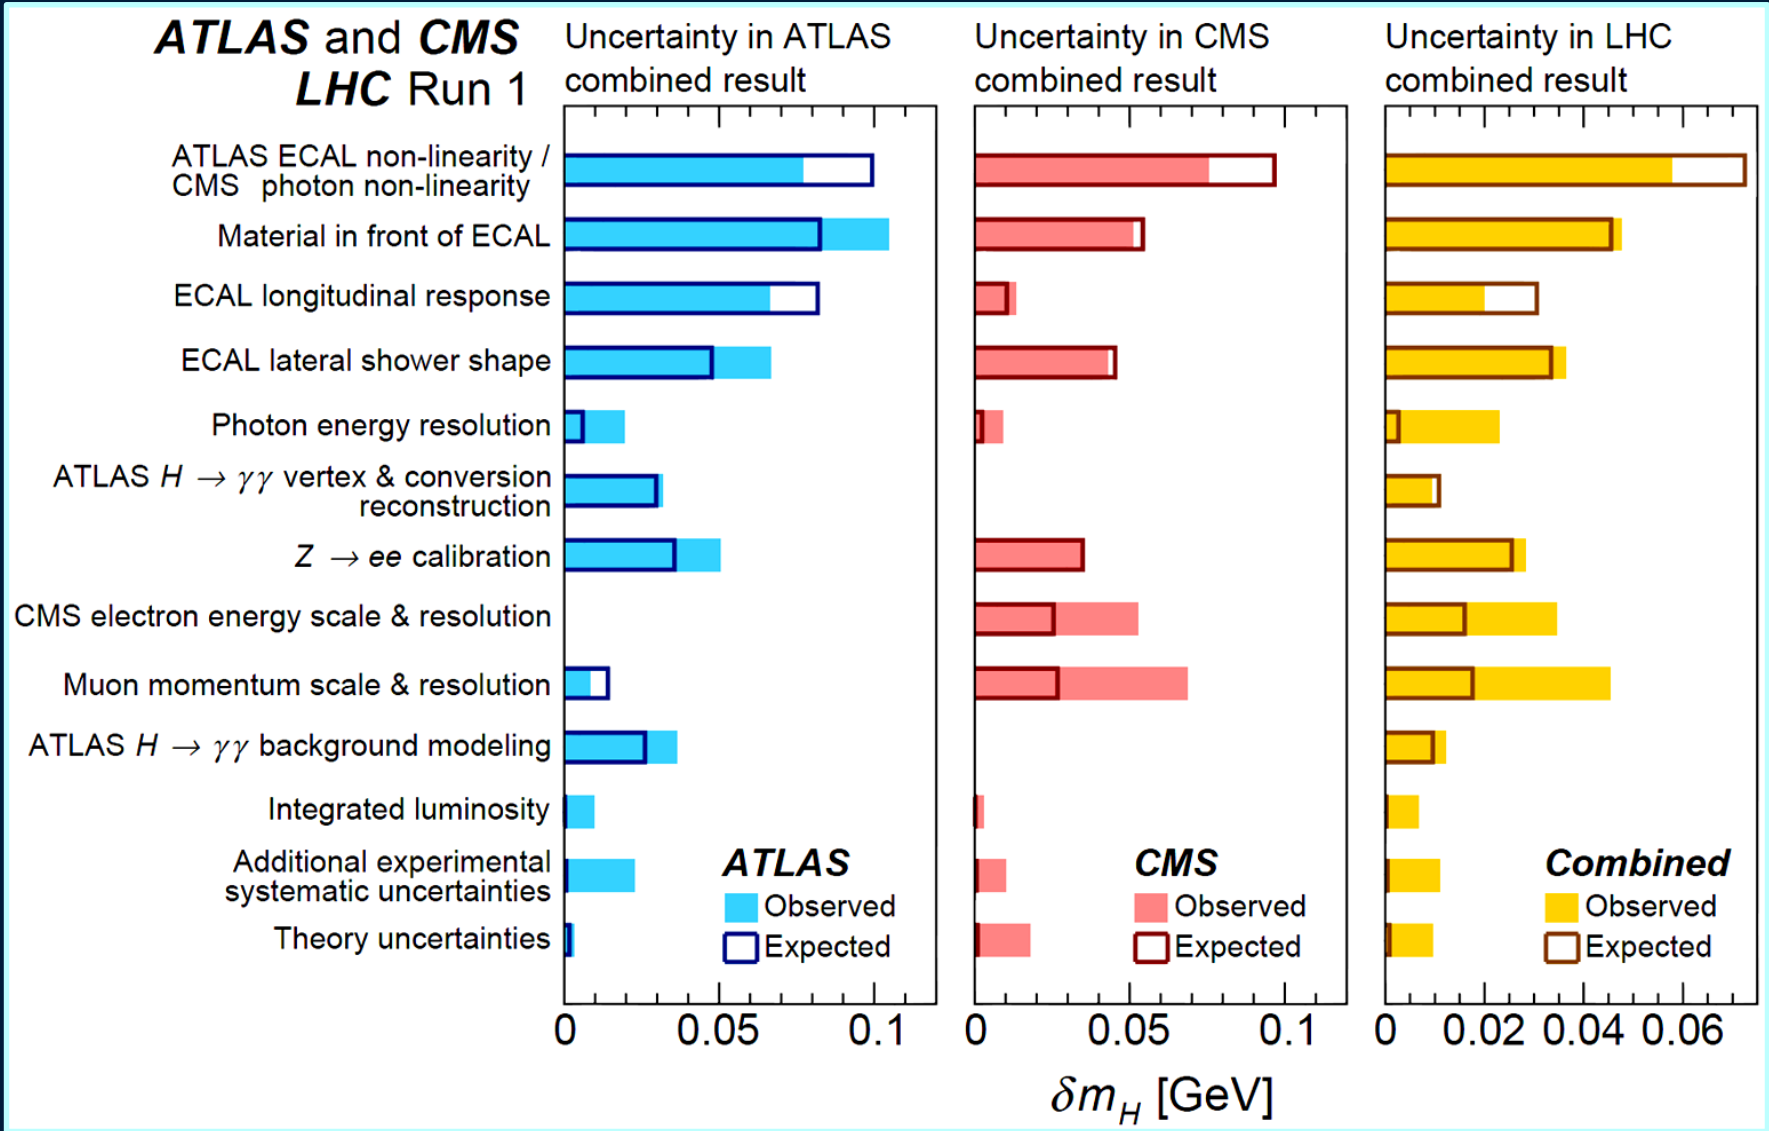 ATLAS and CMS
LHC Run 1
Uncertainty in ATLAS
combined result
Uncertainty in CMS
combined result
Uncertainty in LHC
combined result
ATLAS ECAL non-linearity /
CMS photon non-linearity
Material in front of ECAL
ECAL longitudinal response
ECAL lateral shower shape
Photon energy resolution
ATLAS H → γγ vertex & conversion
reconstruction
Z → ee calibration
CMS electron energy scale & resolution
Muon momentum scale & resolution
ATLAS H → γγ background modeling
Integrated luminosity
Additional experimental
systematic uncertainties
Theory uncertainties
ATLAS
Observed
Expected
CMS
Observed
Expected
Combined
Observed
Expected
0 0.05 0.1
0 0.05 0.1
0 0.02 0.04 0.06
δm_H [GeV]